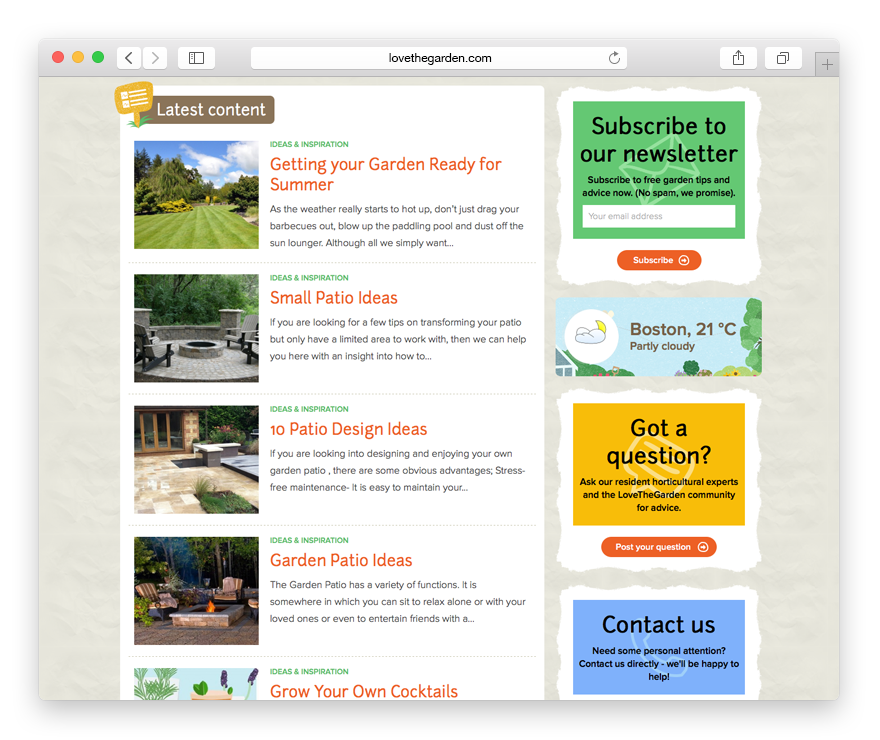 lovethegarden.com
Latest content
IDEAS & INSPIRATION
Getting your Garden Ready for
Summer
As the weather really starts to hot up, don't just drag your
barbecues out, blow up the paddling pool and dust off the
sun lounger. Although all we simply want...
IDEAS & INSPIRATION
Small Patio Ideas
If you are looking for a few tips on transforming your patio
but only have a limited area to work with, then we can help
you here with an insight into how to...
IDEAS & INSPIRATION
10 Patio Design Ideas
If you are looking into designing and enjoying your own
garden patio , there are some obvious advantages; Stress-
free maintenance- It is easy to maintain your...
IDEAS & INSPIRATION
Garden Patio Ideas
The Garden Patio has a variety of functions. It is
somewhere in which you can sit to relax alone or with your
loved ones or even to entertain friends with a...
IDEAS & INSPIRATION
Grow Your Own Cocktails
Subscribe to
our newsletter
Subscribe to free garden tips and
advice now. (No spam, we promise).
Your email address
Subscribe
Boston, 21 °C
Partly cloudy
Got a
question?
Ask our resident horticultural experts
and the LoveTheGarden community
for advice.
Post your question
Contact us
Need some personal attention?
Contact us directly - we'll be happy to
help!